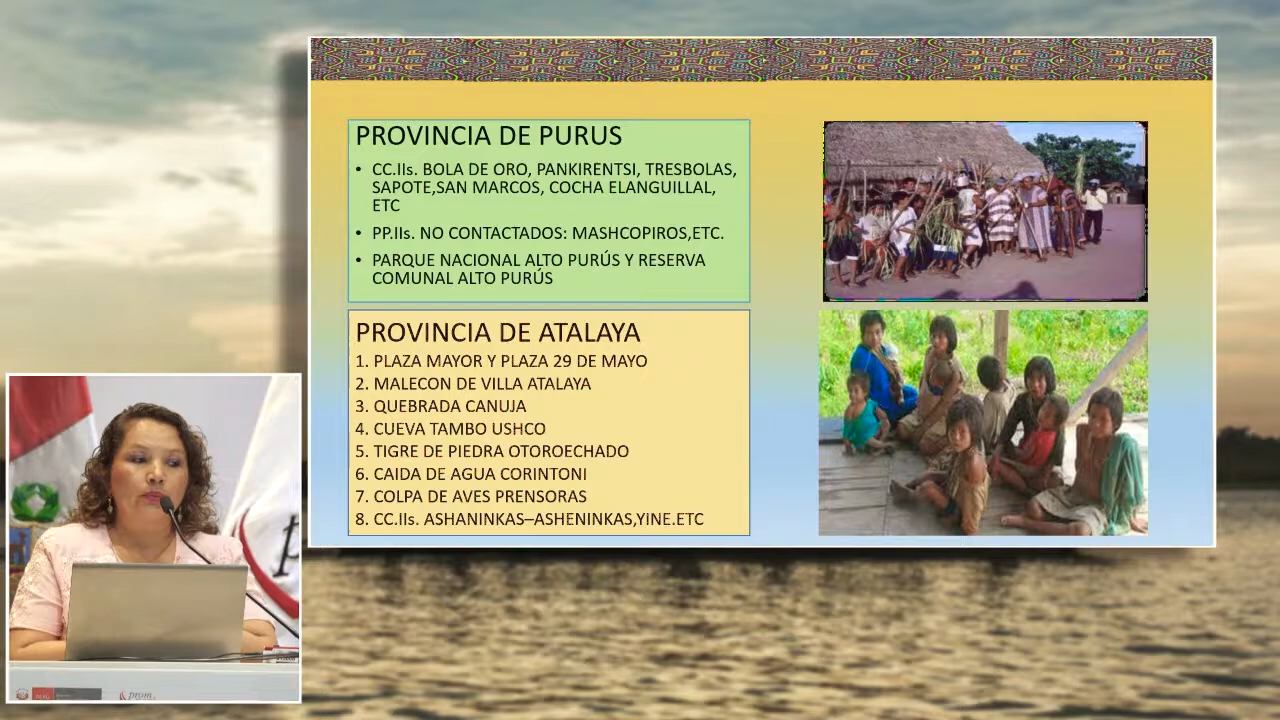 PROVINCIA DE PURUS
• CC.IIs. BOLA DE ORO, PANKIRENTSI, TRESBOLAS,
SAPOTE,SAN MARCOS, COCHA ELANGUILLAL,
ETC
• PP.IIs. NO CONTACTADOS: MASHCOPIROS,ETC.
• PARQUE NACIONAL ALTO PURÚS Y RESERVA
COMUNAL ALTO PURÚS
PROVINCIA DE ATALAYA
1. PLAZA MAYOR Y PLAZA 29 DE MAYO
2. MALECON DE VILLA ATALAYA
3. QUEBRADA CANUJA
4. CUEVA TAMBO USHCO
5. TIGRE DE PIEDRA OTOROECHADO
6. CAIDA DE AGUA CORINTONI
7. COLPA DE AVES PRENSORAS
8. CC.IIs. ASHANINKAS–ASHENINKAS,YINE.ETC
PERÚ
prom